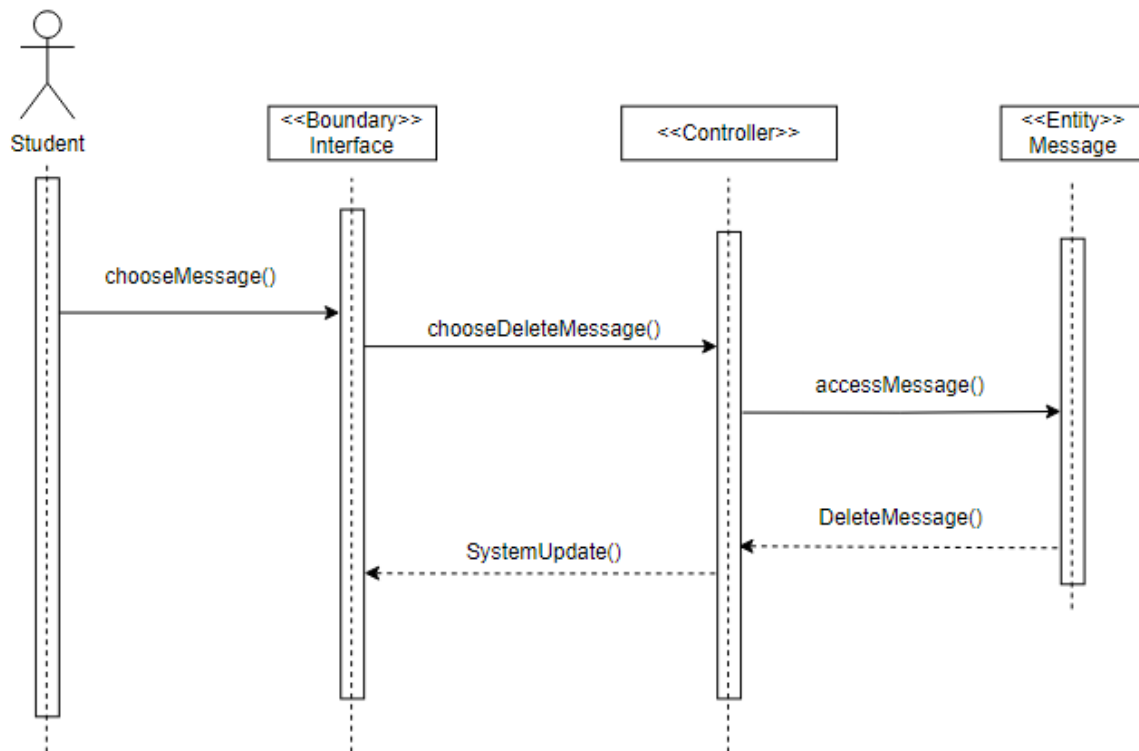 Student
<<Boundary>>
Interface
<<Controller>>
<<Entity>>
Message
chooseMessage()
chooseDeleteMessage()
accessMessage()
DeleteMessage()
SystemUpdate()